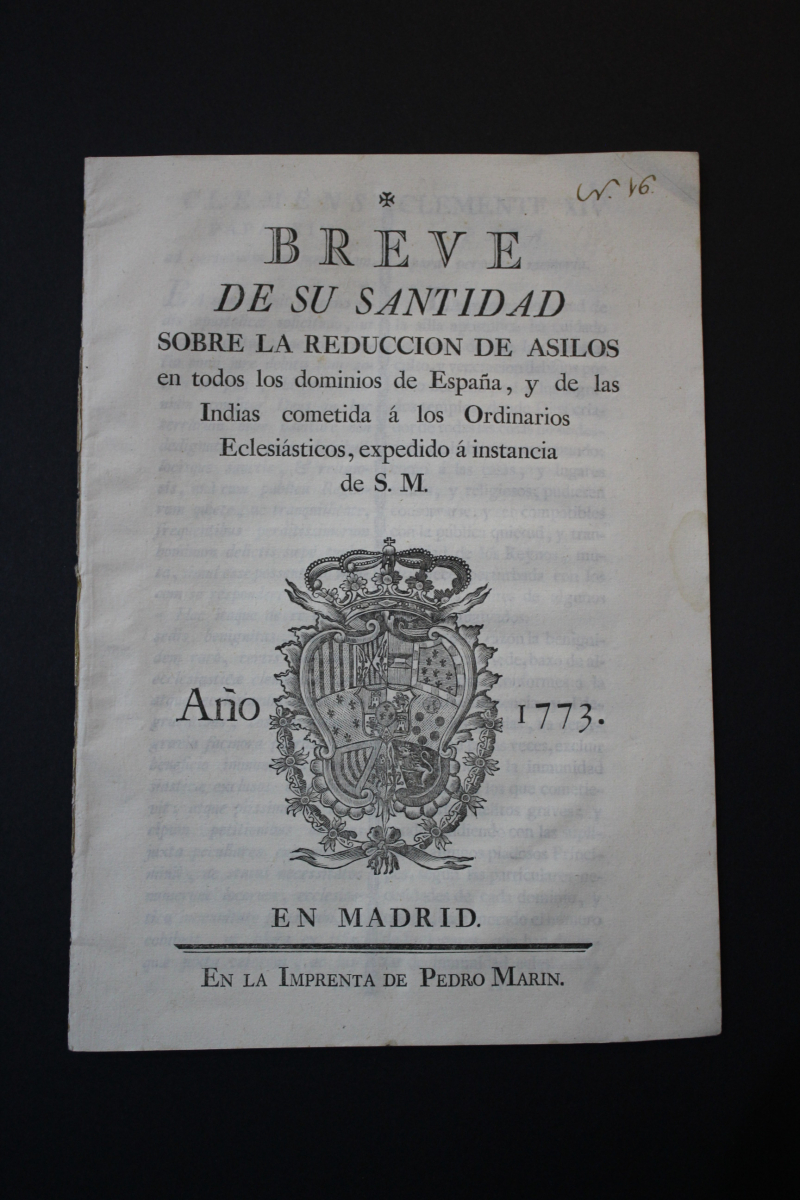 N. 16.
✠
BREVE
DE SU SANTIDAD
SOBRE LA REDUCCION DE ASILOS
en todos los dominios de España, y de las
Indias cometida á los Ordinarios
Eclesiásticos, expedido á instancia
de S. M.
Año 1773.
EN MADRID.
EN LA IMPRENTA DE PEDRO MARIN.